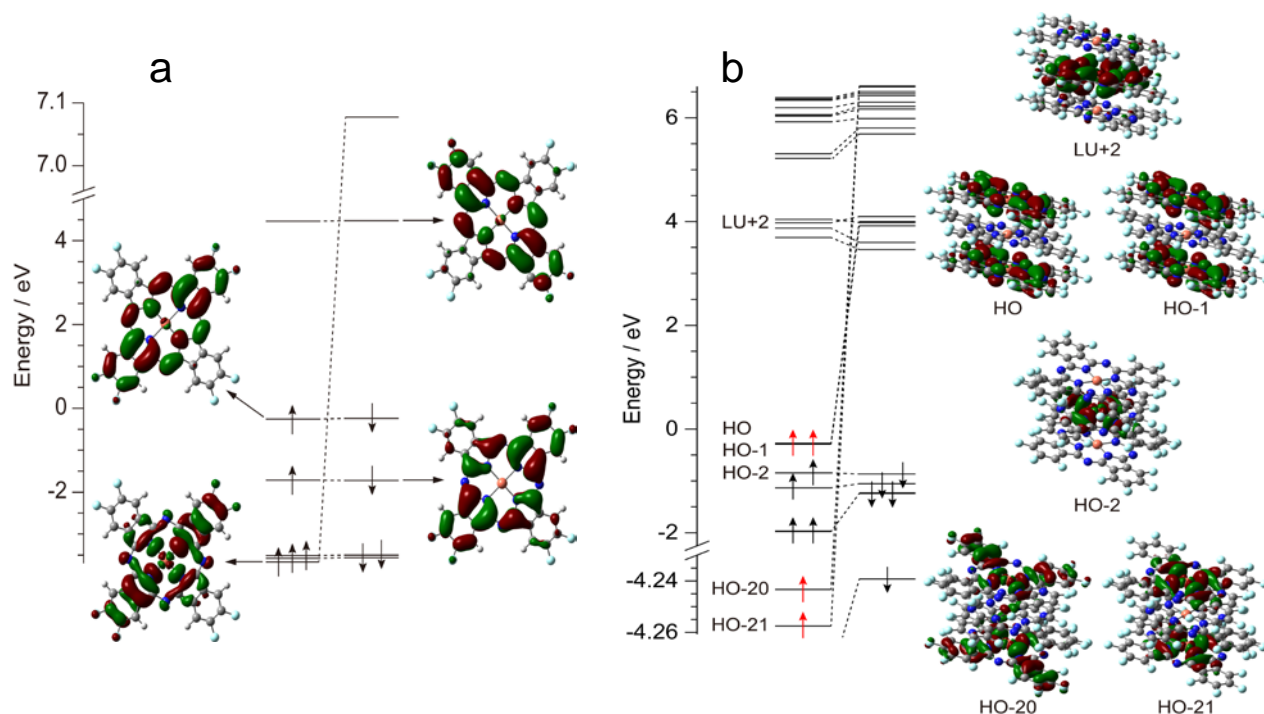 a
7.1
7.0
4
2
0
-2
Energy / eV
b
6
4
2
0
-2
-4.24
-4.26
Energy / eV
LU+2
HO
HO-1
HO-2
HO-20
HO-21
LU+2
HO
HO-1
HO-2
HO-20
HO-21